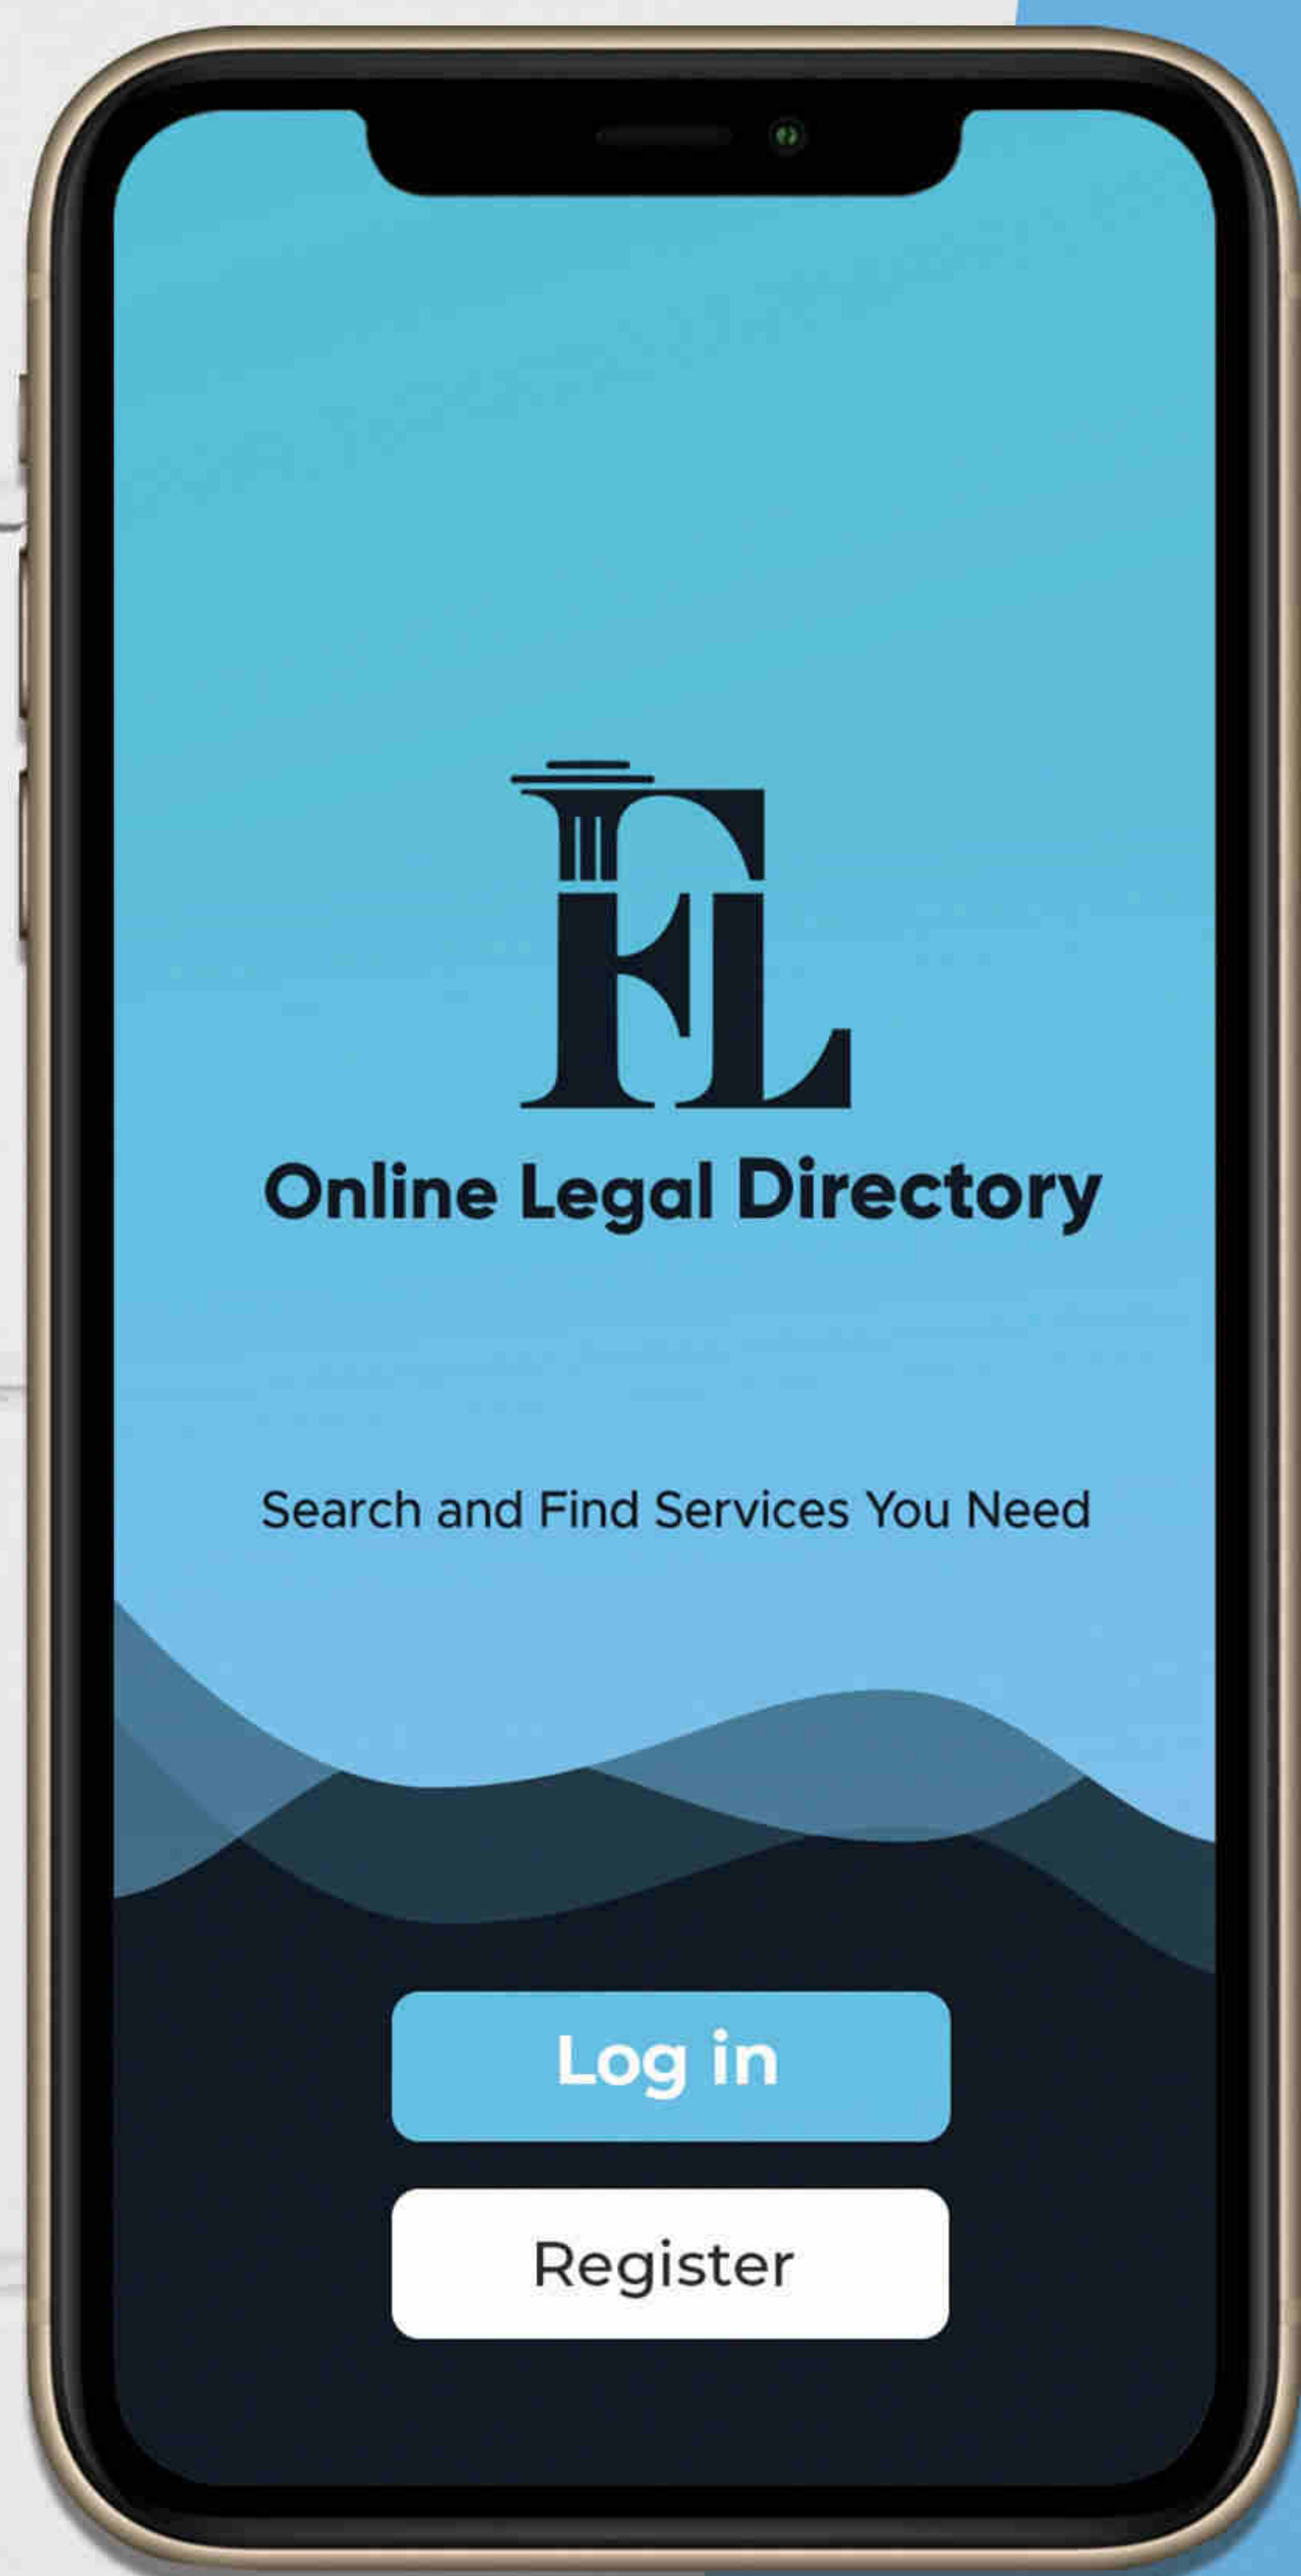 FL
Online Legal Directory
Search and Find Services You Need
Log in
Register